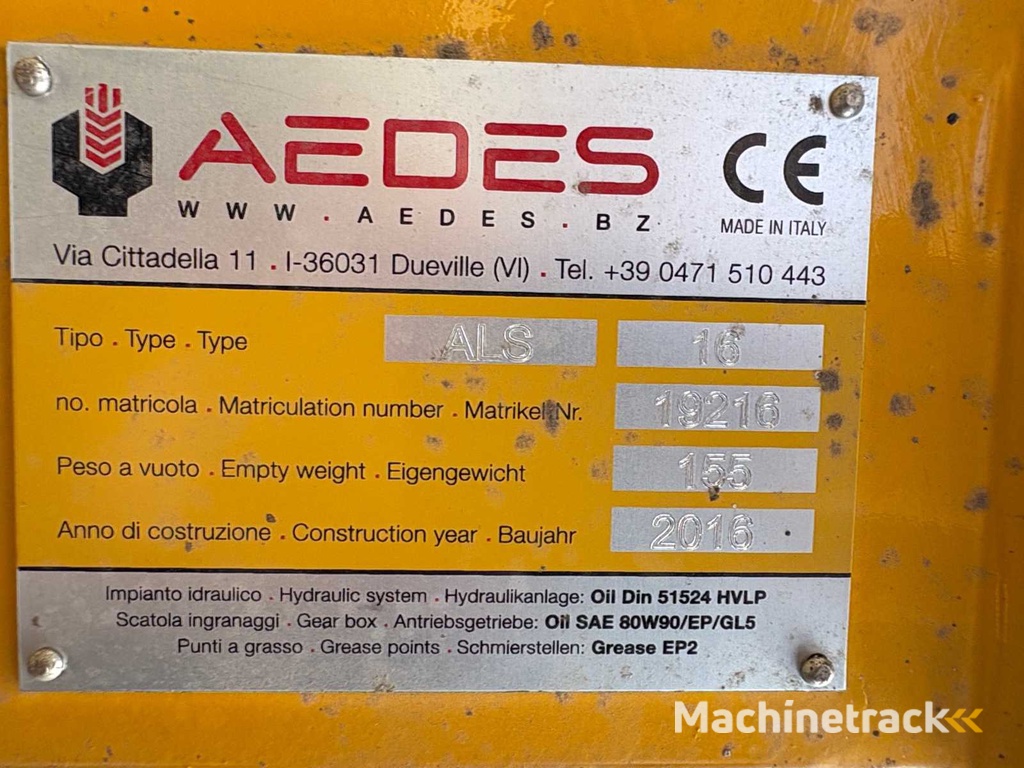 AEDES
WWW.AEDES.BZ
CE
MADE IN ITALY
Via Cittadella 11 . I-36031 Dueville (VI) . Tel. +39 0471 510 443
Tipo . Type . Type ALS 16
no. matricola . Matriculation number . Matrikel Nr. 19216
Peso a vuoto . Empty weight . Eigengewicht 155
Anno di costruzione . Construction year . Baujahr 2016
Impianto idraulico . Hydraulic system . Hydraulikanlage: Oil Din 51524 HVLP
Scatola ingranaggi . Gear box . Antriebsgetriebe: Oil SAE 80W90/EP/GL5
Punti a grasso . Grease points . Schmierstellen: Grease EP2
Machinetrack